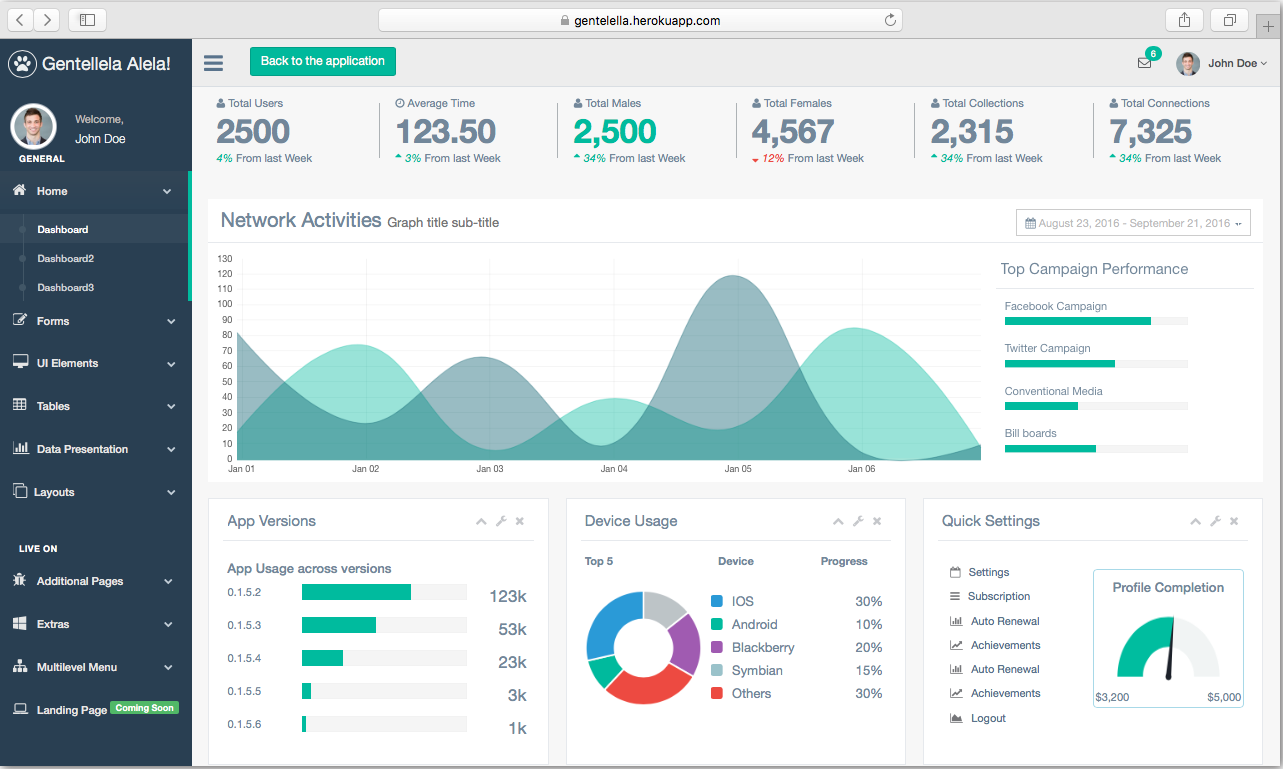 gentelella.herokuapp.com
Gentellela Alela!
Back to the application
6
John Doe
Welcome,
John Doe
GENERAL
Home
Dashboard
Dashboard2
Dashboard3
Forms
UI Elements
Tables
Data Presentation
Layouts
LIVE ON
Additional Pages
Extras
Multilevel Menu
Landing Page Coming Soon
Total Users
2500
4% From last Week
Average Time
123.50
3% From last Week
Total Males
2,500
34% From last Week
Total Females
4,567
12% From last Week
Total Collections
2,315
34% From last Week
Total Connections
7,325
34% From last Week
Network Activities Graph title sub-title
August 23, 2016 - September 21, 2016
130
120
110
100
90
80
70
60
50
40
30
20
10
0
Jan 01 Jan 02 Jan 03 Jan 04 Jan 05 Jan 06
Top Campaign Performance
Facebook Campaign
Twitter Campaign
Conventional Media
Bill boards
App Versions
App Usage across versions
0.1.5.2 123k
0.1.5.3 53k
0.1.5.4 23k
0.1.5.5 3k
0.1.5.6 1k
Device Usage
Top 5 Device Progress
IOS 30%
Android 10%
Blackberry 20%
Symbian 15%
Others 30%
Quick Settings
Settings
Subscription
Auto Renewal
Achievements
Auto Renewal
Achievements
Logout
Profile Completion
$3,200 $5,000